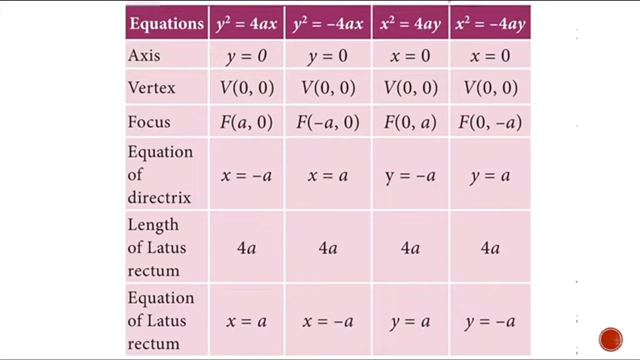 Equations y² = 4ax y² = –4ax x² = 4ay x² = –4ay
Axis y = 0 y = 0 x = 0 x = 0
Vertex V(0, 0) V(0, 0) V(0, 0) V(0, 0)
Focus F(a, 0) F(–a, 0) F(0, a) F(0, –a)
Equation
of
directrix x = –a x = a y = –a y = a
Length
of Latus
rectum 4a 4a 4a 4a
Equation
of Latus
rectum x = a x = –a y = a y = –a